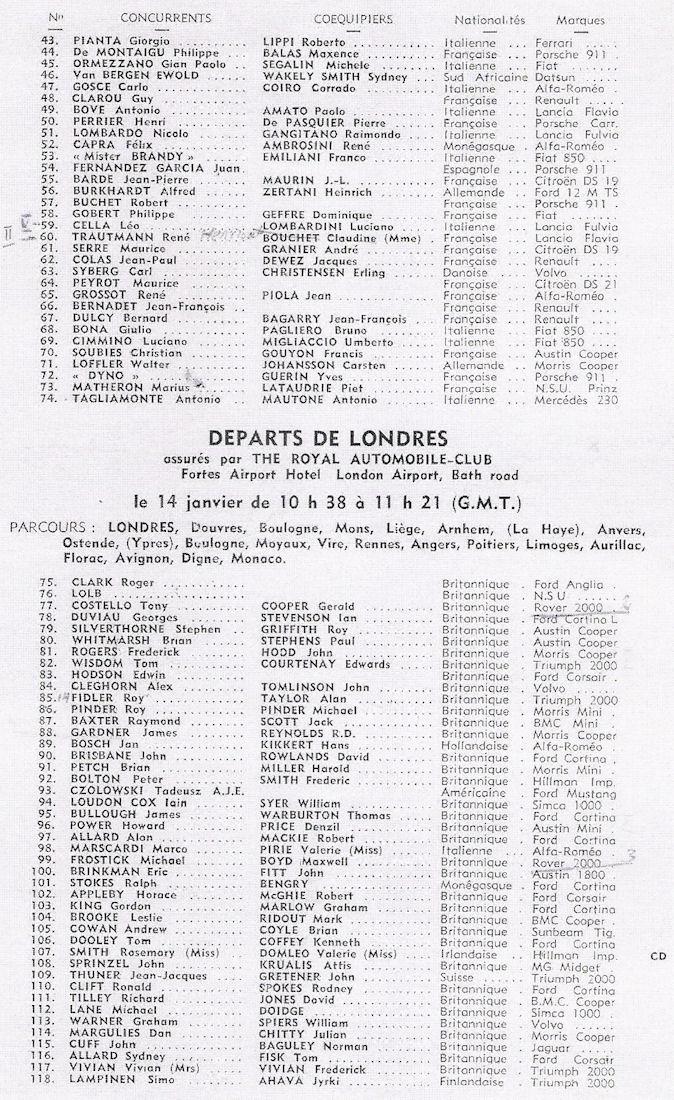 Nº CONCURRENTS COEQUIPIERS Nationalités Marques
43. PIANTA Giorgio ........ LIPPI Roberto ........ Italienne ... Ferrari .....
44. De MONTAIGU Philippe ... BALAS Maxence ........ Française ... Porsche 911 .
45. ORMEZZANO Gian Paolo .. SEGALIN Michele ........ Italienne ... Fiat .......
46. Van BERGEN EWOLD ...... WAKELY SMITH Sydney .. Sud Africaine Datsun .....
47. GOSCE Carlo .......... COIRO Corrado ........ Italienne ... Alfa-Roméo
48. CLAROU Guy .......... Française ... Renault ....
49. BOVE Antonio .......... AMATO Paolo .......... Italienne ... Lancia Flavia
50. PERRIER Henri .......... De PASQUIER Pierre .... Française ... Porsche Carr.
51. LOMBARDO Nicolo ...... GANGITANO Raimondo .. Italienne ... Lancia Fulvia
52. CAPRA Félix .......... AMBROSINI René ........ Monégasque . Alfa-Roméo
53. « Mister BRANDY » ...... EMILIANI Franco ........ Italienne ... Fiat 850 ....
54. FERNANDEZ GARCIA Juan. Espagnole ... Porsche 911
55. BARDE Jean-Pierre ...... MAURIN J.-L. .......... Française ... Citroën DS 19
56. BURKHARDT Alfred ...... ZERTANI Heinrich ...... Allemande . Ford 12 M TS
57. BUCHET Robert ........ Française ... Porsche 911 .
58. GOBERT Philippe ........ GEFFRE Dominique ...... Française ... Fiat ......
59. CELLA Léo ............ LOMBARDINI Luciano .. Italienne ... Lancia Fulvia
II 60. TRAUTMANN René BOUCHET Claudine (Mme) . Française ... Lancia Flavia
61. SERRE Maurice ........ GRANIER André ........ Française ... Citroën DS 19
62. COLAS Jean-Paul ...... DEWEZ Jacques ........ Française ... Renault ....
63. SYBERG Carl .......... CHRISTENSEN Erling .... Danoise .... Volvo .....
64. PEYROT Maurice ...... Française ... Citroën DS 21
65. GROSSOT René ........ PIOLA Jean ............ Française ... Alfa-Roméo .
66. BERNADET Jean-François .. Française ... Renault ....
67. DULCY Bernard ........ BAGARRY Jean-François .. Française ... Renault ....
68. BONA Giulio .......... PAGLIERO Bruno ........ Italienne ... Fiat 850 ....
69. CIMMINO Luciano ...... MIGLIACCIO Umberto .... Italienne ... Fiat 850 ....
70. SOUBIES Christian ...... GOUYON Francis ........ Française ... Austin Cooper
71. LOFFLER Walter ........ JOHANSSON Carsten .... Allemande ... Morris Cooper
72. « DYNO » ............ GUERIN Yves .......... Française ... Porsche 911 .
73. MATHERON Marius ...... LATAUDRIE Piet ........ Française ... N.S.U. Prinz
74. TAGLIAMONTE Antonio .. MAUTONE Antonio ...... Italienne ... Mercédès 230
DEPARTS DE LONDRES
assurés par THE ROYAL AUTOMOBILE-CLUB
Fortes Airport Hotel London Airport, Bath road
le 14 janvier de 10 h 38 à 11 h 21 (G.M.T.)
PARCOURS : LONDRES, Douvres, Boulogne, Mons, Liège, Arnhem, (La Haye), Anvers,
Ostende, (Ypres), Boulogne, Moyaux, Vire, Rennes, Angers, Poitiers, Limoges, Aurillac,
Florac, Avignon, Digne, Monaco.
75. CLARK Roger .......... Britannique . Ford Anglia .
76. LOLB ................ Britannique . N.S U .....
77. COSTELLO Tony ........ COOPER Gerald ........ Britannique . Rover 2000 .
78. DUVIAU Georges ........ STEVENSON Ian ........ Britannique . Ford Cortina L
79. SILVERTHORNE Stephen .. GRIFFITH Roy .......... Britannique . Austin Cooper
80. WHITMARSH Brian ...... STEPHENS Paul ........ Britannique . Austin Cooper
81. ROGERS Frederick ...... HODD John .......... Britannique . Morris Cooper
82. WISDOM Tom .......... COURTENAY Edwards .... Britannique . Triumph 2000
83. HODSON Edwin ........ Britannique . Ford Corsair .
84. CLEGHORN Alex ........ TOMLINSON John ...... Britannique . Volvo .....
85. FIDLER Roy .......... TAYLOR Alan .......... Britannique . Triumph 2000
86. PINDER Roy .......... PINDER Michael ........ Britannique . Morris Mini .
87. BAXTER Raymond ...... SCOTT Jack .......... Britannique . BMC Mini .
88. GARDNER James ........ REYNOLDS R.D. ........ Britannique . Morris Cooper
89. BOSCH Jan ............ KIKKERT Hans .......... Hollandaise . Alfa-Roméo .
90. BRISBANE John ........ ROWLANDS David ...... Britannique . Ford Cortina .
91. PETCH Brian .......... MILLER Harold ........ Britannique . Morris Mini .
92. BOLTON Peter .......... SMITH Frederic ........ Britannique . Hillman Imp.
93. CZOLOWSKI Tadeusz A.J.E. Américaine . Ford Mustang
94. LOUDON COX Iain ...... SYER William .......... Britannique . Simca 1000 .
95. BULLOUGH James ...... WARBURTON Thomas .... Britannique . Ford Cortina
96. POWER Howard ........ PRICE Denzil .......... Britannique . Austin Mini .
97. ALLARD Alan .......... MACKIE Robert ........ Britannique . Ford Cortina
98. MARSCARDI Marco ...... PIRIE Valerie (Miss) .... Italienne ... Alfa-Roméo .
99. FROSTICK Michael ...... BOYD Maxwell ........ Britannique . Rover 2000 . 3
100. BRINKMAN Eric ........ FITT John ............ Britannique . Austin 1800 .
101. STOKES Ralph .......... BENGRY .............. Monégasque . Ford Cortina
102. APPLEBY Horace ........ McGHIE Robert ........ Britannique . Ford Corsair
103. KING Gordon .......... MARLOW Graham ...... Britannique . Ford Cortina
104. BROOKE Leslie ........ RIDOUT Mark .......... Britannique . BMC Cooper .
105. COWAN Andrew ........ COYLE Brian .......... Britannique . Sunbeam Tig.
106. DOOLEY Tom .......... COFFEY Kenneth ........ Britannique . Ford Cortina
107. SMITH Rosemary (Miss) .. DOMLEO Valerie (Miss) .. Irlandaise .. Hillman Imp. CD
108. SPRINZEL John ........ KRUALIS Attis ........ Britannique . MG Midget
109. THUNER Jean-Jacques .... GRETENER John ........ Suisse .... Triumph 2000
110. CLIFT Ronald .......... SPOKES Rodney ........ Britannique . Ford Cortina
111. TILLEY Richard ........ JONES David .......... Britannique . B.M.C. Cooper
112. LANE Michael .......... DOIDGE .............. Britannique . Simca 1000 .
113. WARNER Graham ...... SPIERS William ........ Britannique . Volvo .....
114. MARGULIES Dan ........ CHITTY Julian ........ Britannique . Morris Cooper
115. CUFF John ............ BAGULEY Norman ...... Britannique . Jaguar .....
116. ALLARD Sydney ........ FISK Tom ............ Britannique . Ford Corsair
117. VIVIAN Vivian (Mrs) .... VIVIAN Frederick ...... Britannique . Triumph 2000
118. LAMPINEN Simo ........ AHAVA Jyrki .......... Finlandaise . Triumph 2000